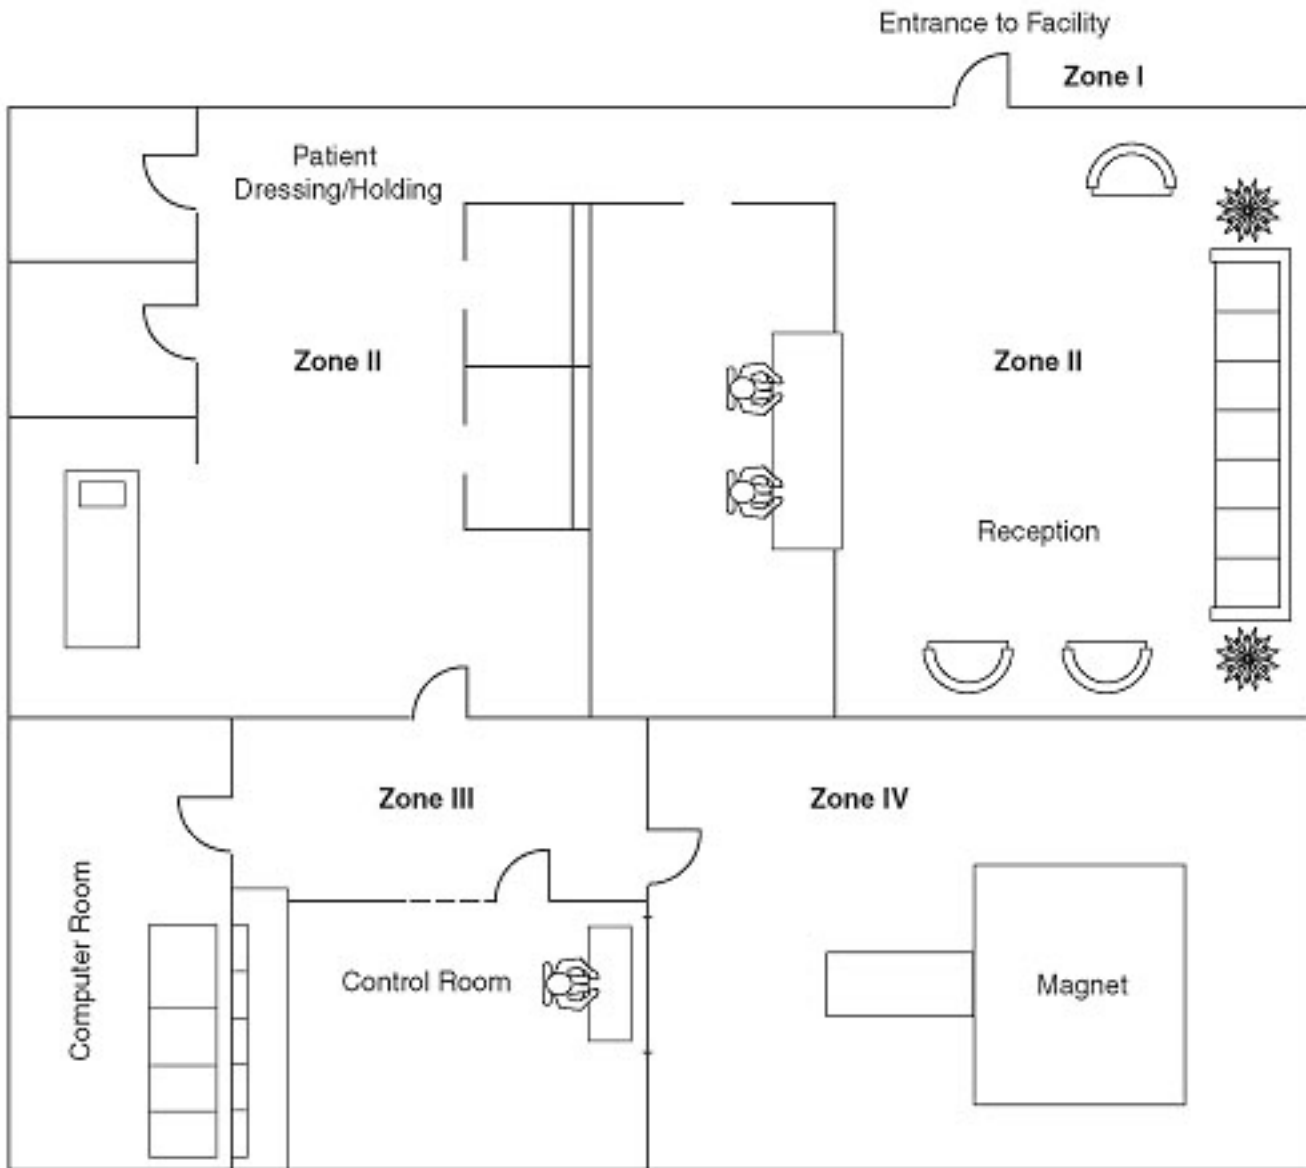 Entrance to Facility
Zone I
Patient
Dressing/Holding
Zone II
Zone II
Reception
Zone III
Zone IV
Computer Room
Control Room
Magnet